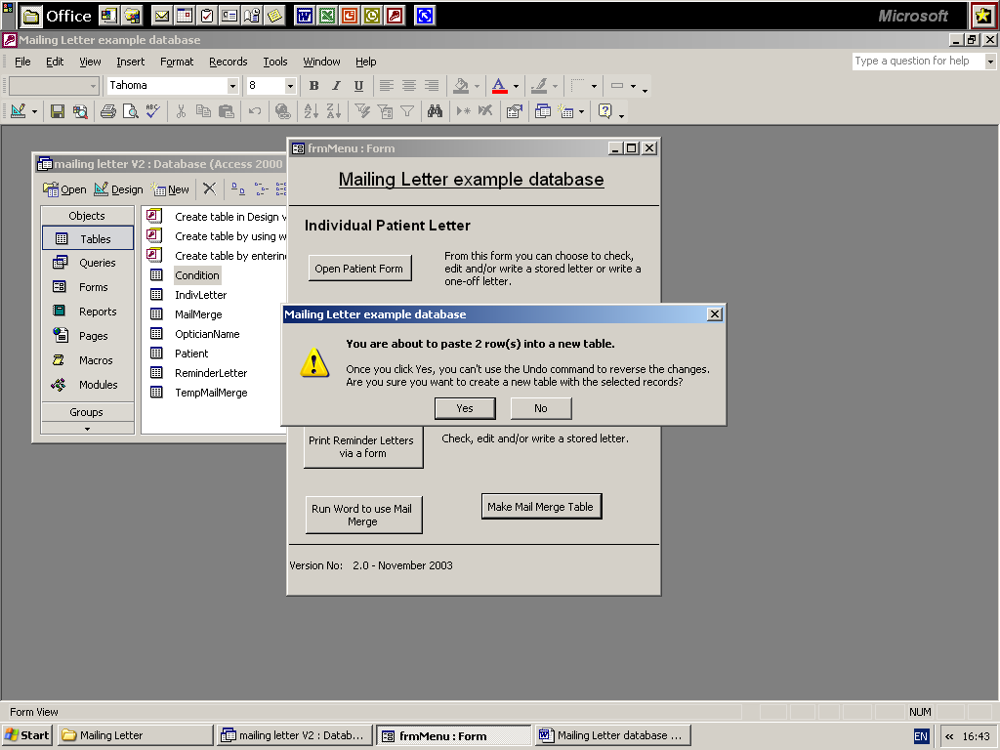 Office
Microsoft
Mailing Letter example database
File Edit View Insert Format Records Tools Window Help
Type a question for help
Tahoma 8 B I U A
mailing letter V2 : Database (Access 2000
Open Design New
Objects
Tables
Queries
Forms
Reports
Pages
Macros
Modules
Groups
Create table in Design v
Create table by using w
Create table by enterin
Condition
IndivLetter
MailMerge
OpticianName
Patient
ReminderLetter
TempMailMerge
frmMenu : Form
Mailing Letter example database
Individual Patient Letter
Open Patient Form
From this form you can choose to check,
edit and/or write a stored letter or write a
one-off letter.
Mailing Letter example database
You are about to paste 2 row(s) into a new table.
Once you click Yes, you can't use the Undo command to reverse the changes.
Are you sure you want to create a new table with the selected records?
Yes No
Print Reminder Letters
via a form
Check, edit and/or write a stored letter.
Run Word to use Mail
Merge
Make Mail Merge Table
Version No: 2.0 - November 2003
Form View
NUM
Start
Mailing Letter
mailing letter V2 : Datab...
frmMenu : Form
Mailing Letter database ...
EN
« 16:43